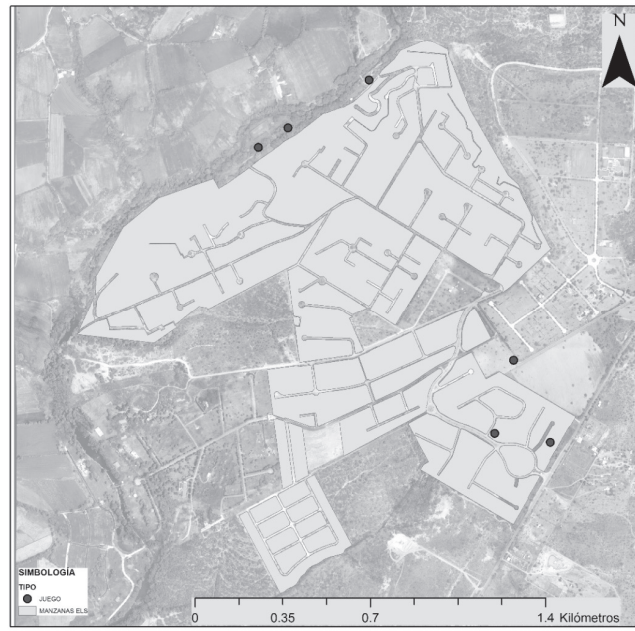 N
SIMBOLOGÍA
TIPO
JUEGO
MANZANAS ELS
0 0.35 0.7 1.4 Kilómetros